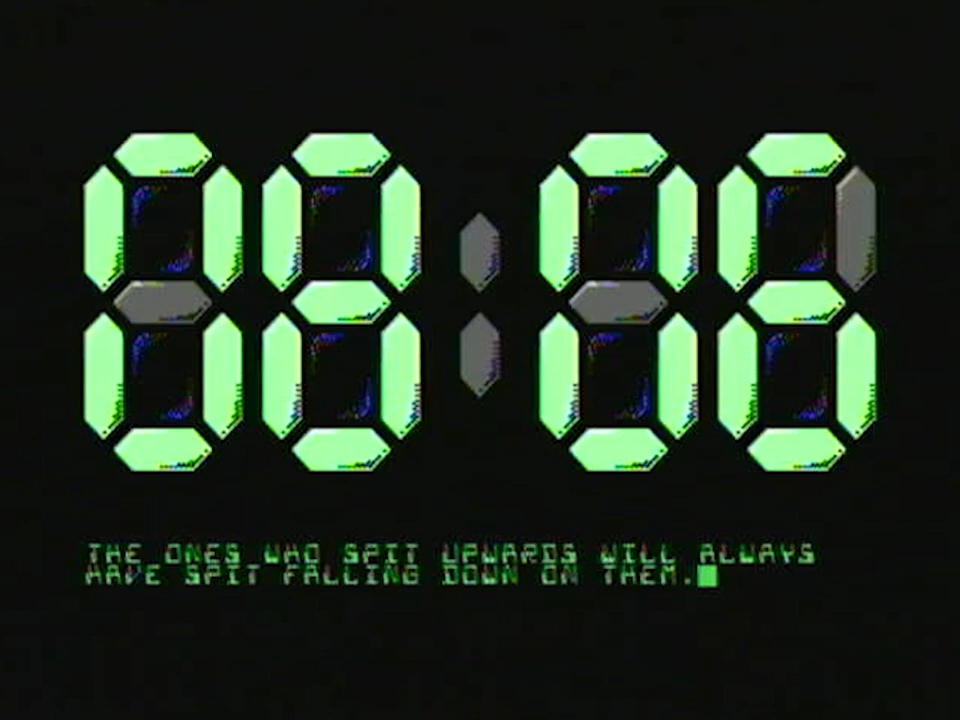 08:06
THE ONES WHO SPIT UPWARDS WILL ALWAYS
HAVE SPIT FALLING DOWN ON THEM.